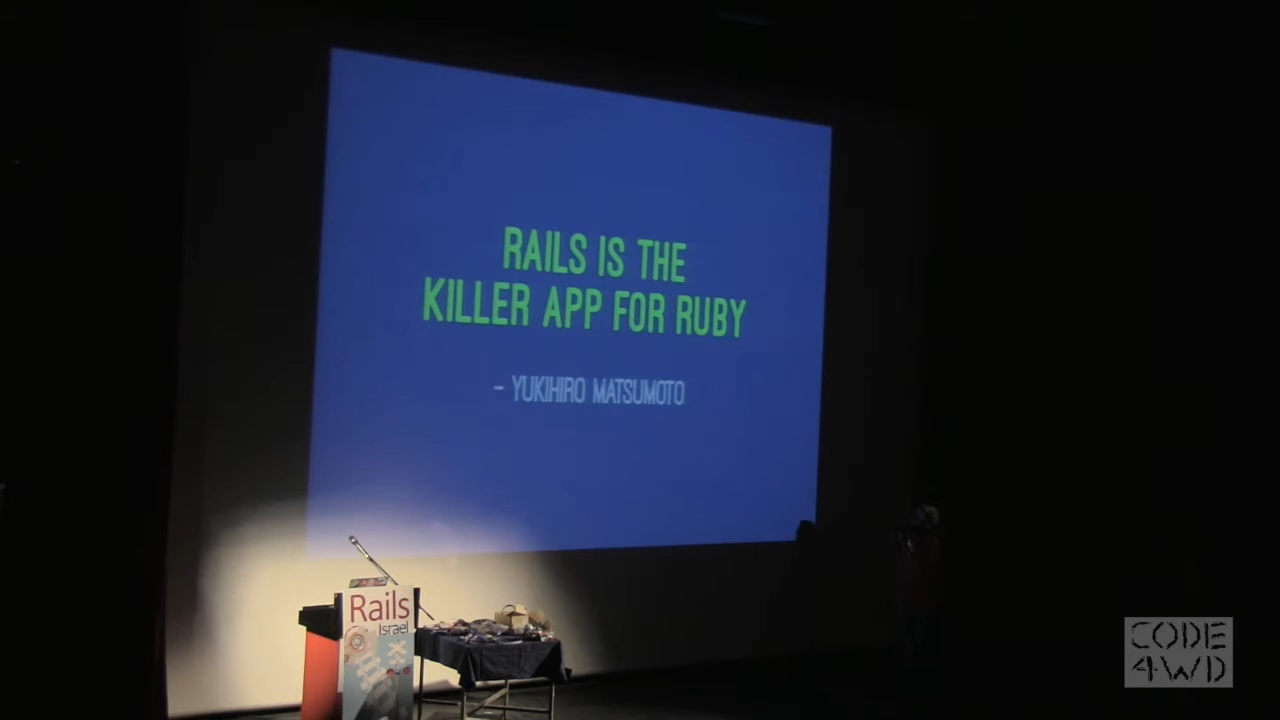 RAILS IS THE
KILLER APP FOR RUBY
- YUKIHIRO MATSUMOTO
Rails
Israel
CODE
4WD